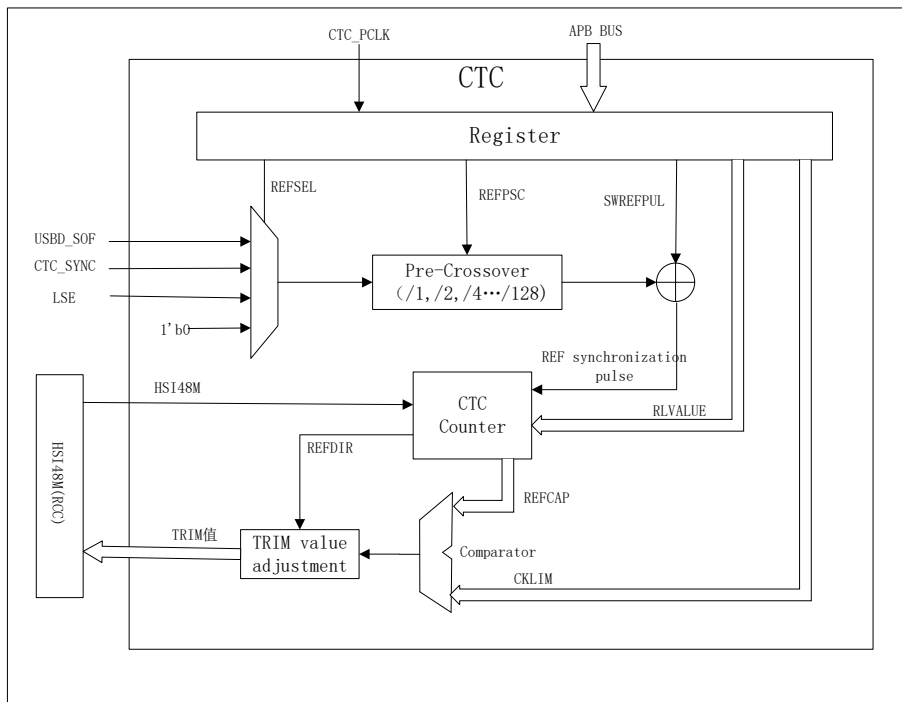 CTC_PCLK
APB BUS
CTC
Register
REFSEL
REFPSC
SWREFPUL
USBD_SOF
CTC_SYNC
LSE
1'b0
Pre-Crossover
(/1,/2,/4…/128)
REF synchronization
pulse
HSI48M
CTC
Counter
RLVALUE
REFDIR
REFCAP
HSI48M(RCC)
TRIM值
TRIM value
adjustment
Comparator
CKLIM